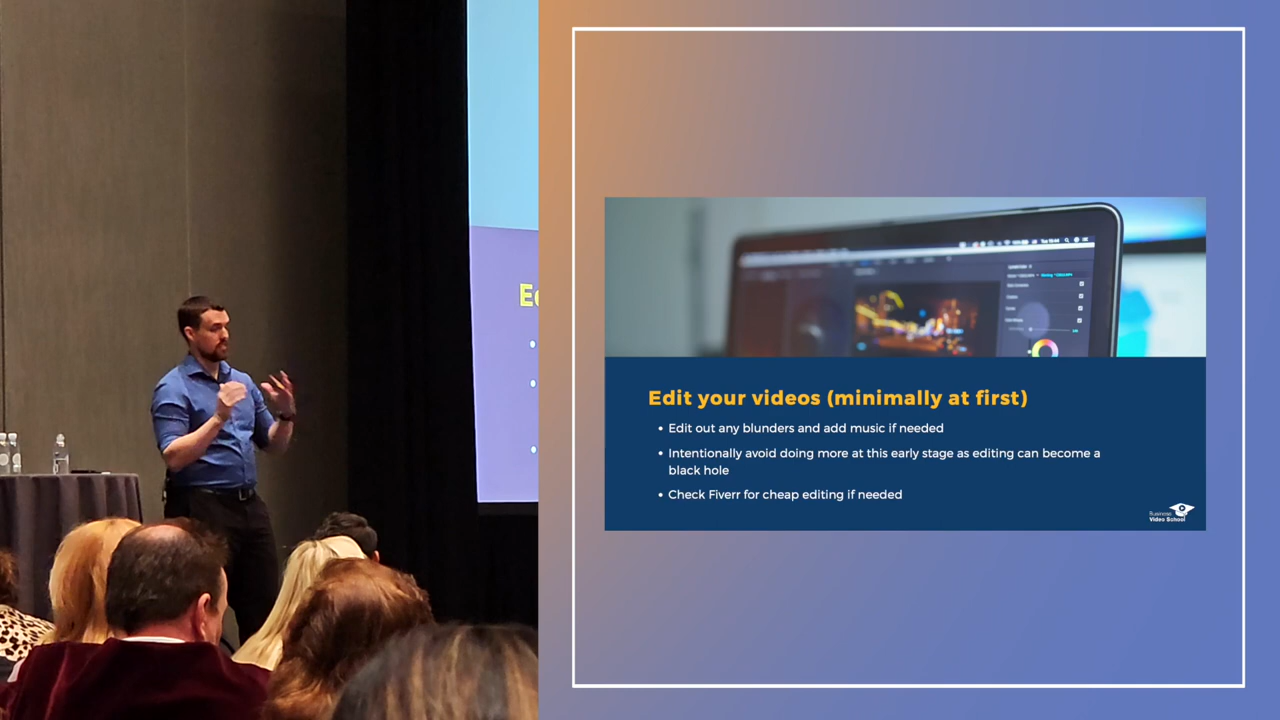 Ed
Edit your videos (minimally at first)
• Edit out any blunders and add music if needed
• Intentionally avoid doing more at this early stage as editing can become a
black hole
• Check Fiverr for cheap editing if needed
Business
Video School